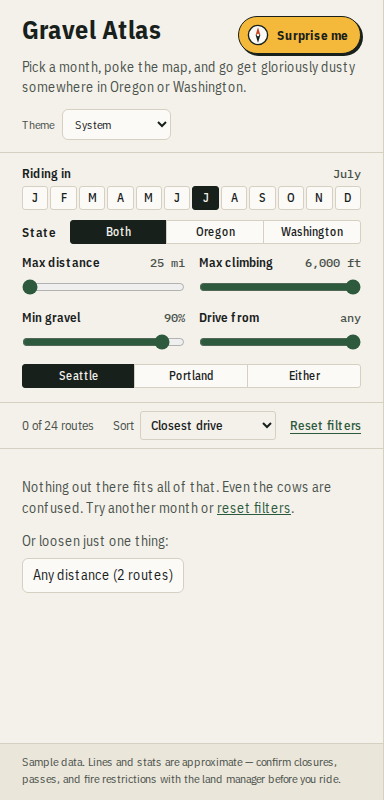 Gravel Atlas
Surprise me
Pick a month, poke the map, and go get gloriously dusty
somewhere in Oregon or Washington.
Theme System
Riding in July
J F M A M J J A S O N D
State Both Oregon Washington
Max distance 25 mi Max climbing 6,000 ft
Min gravel 90% Drive from any
Seattle Portland Either
0 of 24 routes Sort Closest drive Reset filters
Nothing out there fits all of that. Even the cows are
confused. Try another month or reset filters.
Or loosen just one thing:
Any distance (2 routes)
Sample data. Lines and stats are approximate — confirm closures,
passes, and fire restrictions with the land manager before you ride.